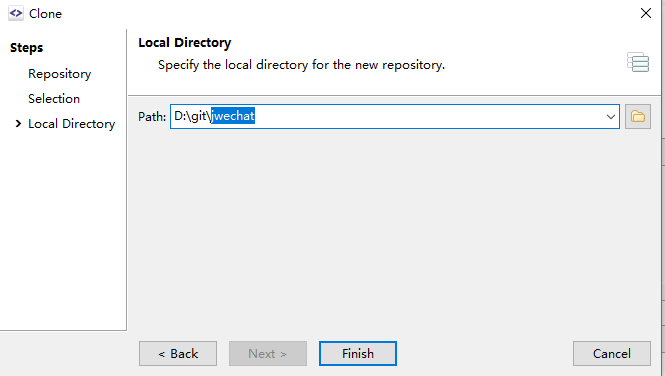 Clone
Steps
Repository
Selection
Local Directory
Local Directory
Specify the local directory for the new repository.
Path: D:\git\jwechat
< Back
Next >
Finish
Cancel